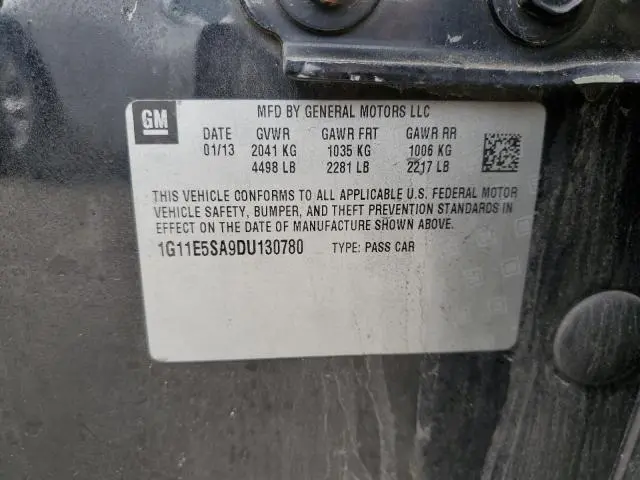 GM
MFD BY GENERAL MOTORS LLC
DATE GVWR GAWR FRT GAWR RR
01/13 2041 KG 1035 KG 1006 KG
4498 LB 2281 LB 2217 LB
THIS VEHICLE CONFORMS TO ALL APPLICABLE U.S. FEDERAL MOTOR
VEHICLE SAFETY, BUMPER, AND THEFT PREVENTION STANDARDS IN
EFFECT ON THE DATE OF MANUFACTURE SHOWN ABOVE.
1G11E5SA9DU130780 TYPE: PASS CAR